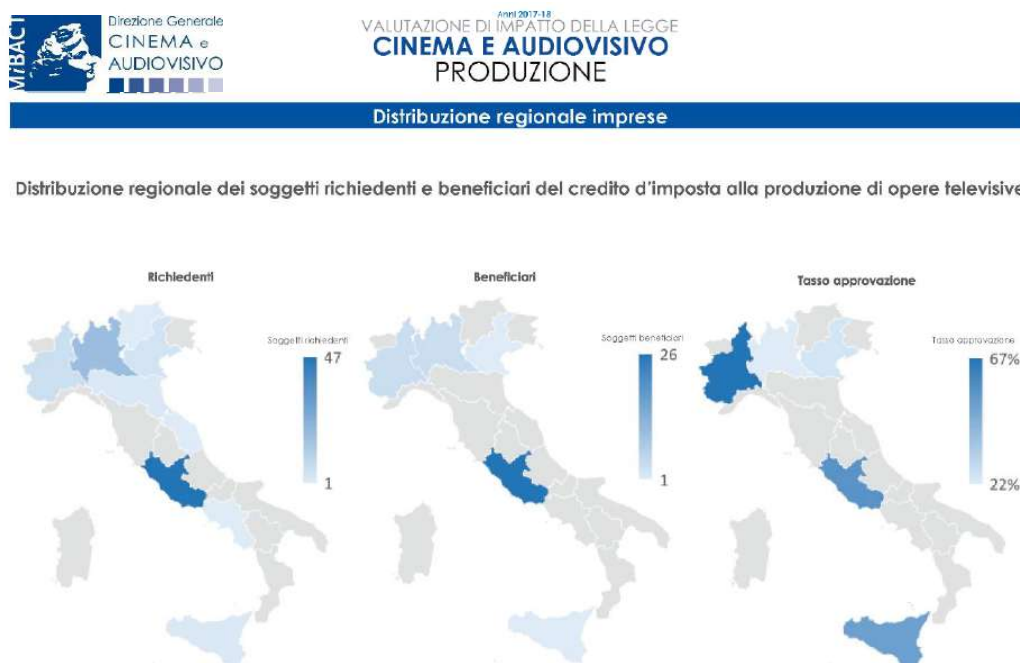 MiBACT
Direzione Generale
CINEMA e
AUDIOVISIVO
Anni 2017-18
VALUTAZIONE DI IMPATTO DELLA LEGGE
CINEMA E AUDIOVISIVO
PRODUZIONE
Distribuzione regionale imprese
Distribuzione regionale dei soggetti richiedenti e beneficiari del credito d'imposta alla produzione di opere televisive
Richiedenti
Soggetti richiedenti
47
1
Beneficiari
Soggetti beneficiari
26
1
Tasso approvazione
Tasso approvazione
67%
22%